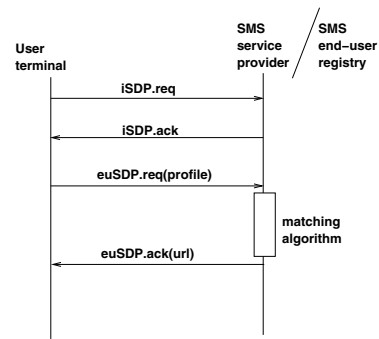 User
terminal
SMS
service
provider
SMS
end-user
registry
iSDP.req
iSDP.ack
euSDP.req(profile)
matching
algorithm
euSDP.ack(url)